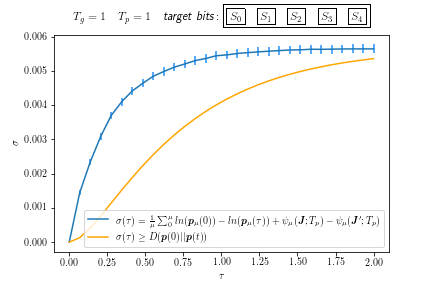 T_g = 1 T_p = 1 target bits: S_0 S_1 S_2 S_3 S_4
0.006
0.005
0.004
σ
0.003
0.002
0.001
0.000
σ(τ) = 1/μ ∑_0^μ ln(p_μ(0)) − ln(p_μ(τ)) + ψ_μ(J; T_p) − ψ_μ(J′; T_p)
σ(τ) ≥ D(p(0)||p(t))
0.00 0.25 0.50 0.75 1.00 1.25 1.50 1.75 2.00
τ